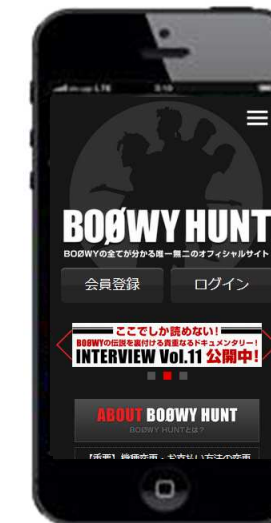 BOØWY HUNT
BOØWYの全てが分かる唯一無二のオフィシャルサイト
会員登録
ログイン
ここでしか読めない!
BOØWYの伝説を裏付ける貴重なドキュメンタリー!
INTERVIEW Vol.11 公開中!
ABOUT BOØWY HUNT
BOØWY HUNTとは?